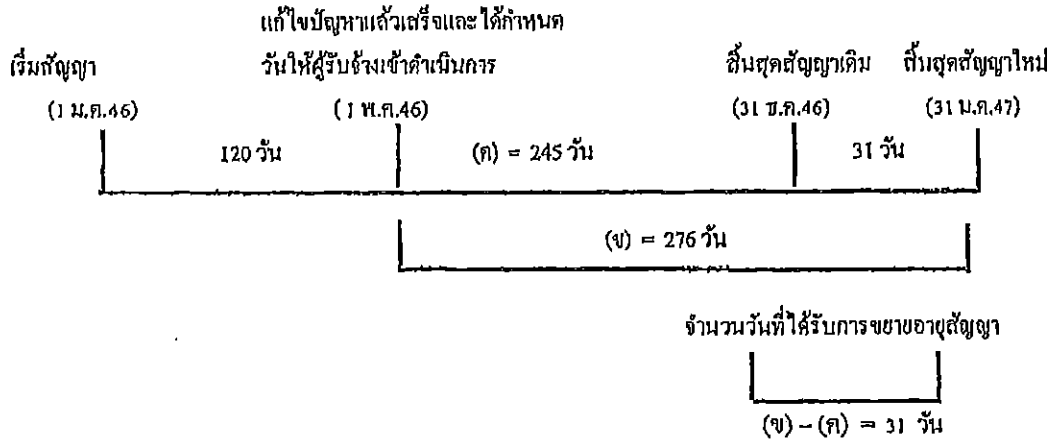 แก้ไขปัญหาแล้วเสร็จและได้กำหนด
เริ่มสัญญา วันให้ผู้รับจ้างเข้าดำเนินการ สิ้นสุดสัญญาเดิม สิ้นสุดสัญญาใหม่
(1 ม.ค.46) (1 พ.ค.46) (31 ธ.ค.46) (31 ม.ค.47)
120 วัน (ค) = 245 วัน 31 วัน
(ข) = 276 วัน
จำนวนวันที่ได้รับการขยายอายุสัญญา
(ข) – (ค) = 31 วัน